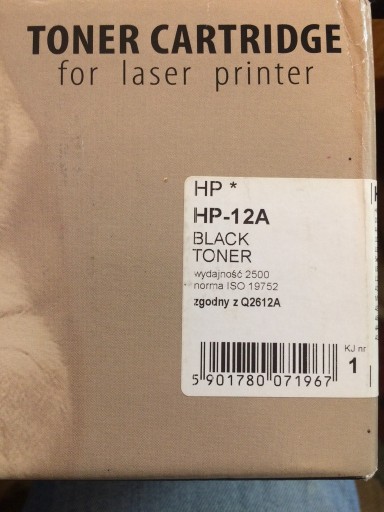 TONER CARTRIDGE
for laser printer
HP *
HP-12A
BLACK
TONER
wydajność 2500
norma ISO 19752
zgodny z Q2612A
KJ nr
1
5 901780 071967